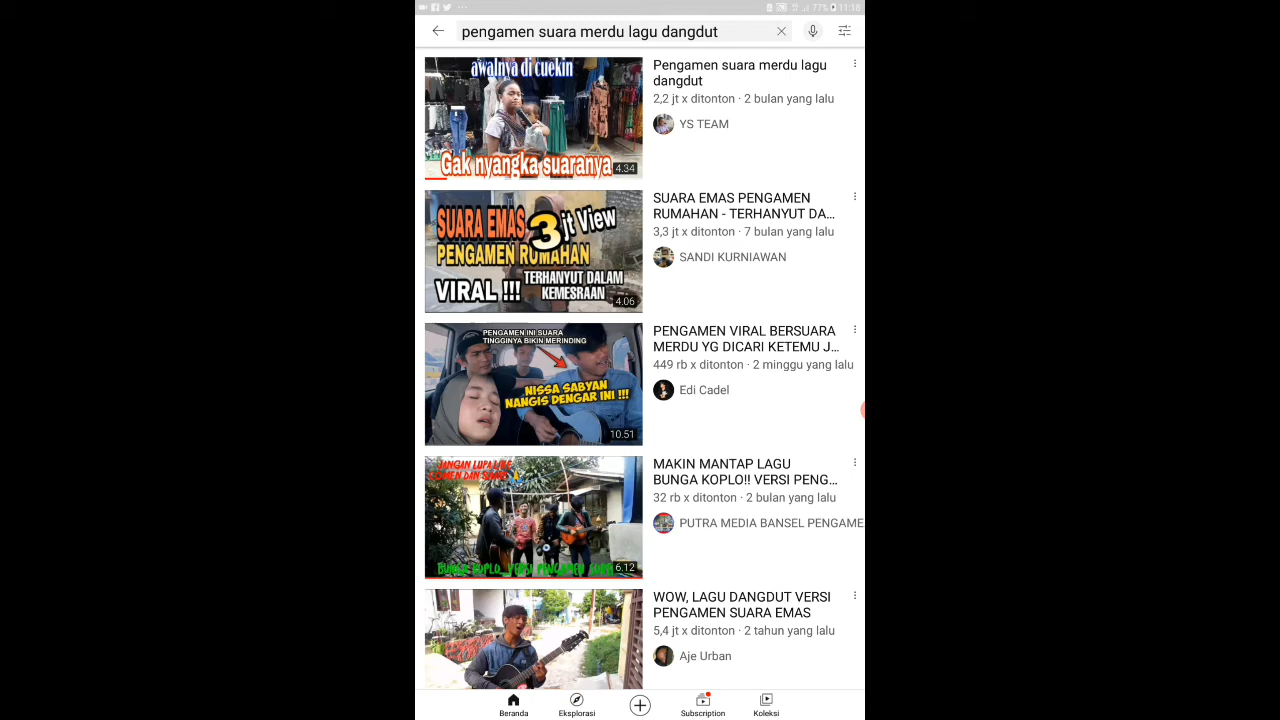 77% 11:18
pengamen suara merdu lagu dangdut
awalnya di cuekin
Gak nyangka suaranya
4.34
Pengamen suara merdu lagu
dangdut
2,2 jt x ditonton · 2 bulan yang lalu
YS TEAM
SUARA EMAS 3 jt View
PENGAMEN RUMAHAN
VIRAL !!!
TERHANYUT DALAM
KEMESRAAN
4.06
SUARA EMAS PENGAMEN
RUMAHAN - TERHANYUT DA...
3,3 jt x ditonton · 7 bulan yang lalu
SANDI KURNIAWAN
PENGAMEN INI SUARA
TINGGINYA BIKIN MERINDING
NISSA SABYAN
NANGIS DENGAR INI !!!
10.51
PENGAMEN VIRAL BERSUARA
MERDU YG DICARI KETEMU J...
449 rb x ditonton · 2 minggu yang lalu
Edi Cadel
JANGAN LUPA LIKE
COMEN DAN
VERSI PENGAMEN
6.12
MAKIN MANTAP LAGU
BUNGA KOPLO!! VERSI PENG...
32 rb x ditonton · 2 bulan yang lalu
PUTRA MEDIA BANSEL PENGAME
WOW, LAGU DANGDUT VERSI
PENGAMEN SUARA EMAS
5,4 jt x ditonton · 2 tahun yang lalu
Aje Urban
Beranda
Eksplorasi
Subscription
Koleksi